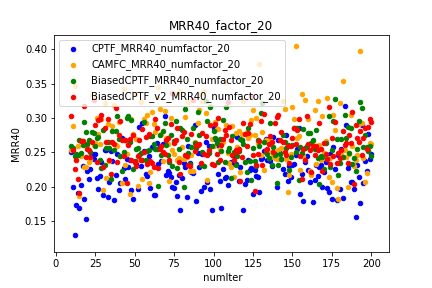 MRR40_factor_20
CPTF_MRR40_numfactor_20
CAMFC_MRR40_numfactor_20
BiasedCPTF_MRR40_numfactor_20
BiasedCPTF_v2_MRR40_numfactor_20
MRR40
0.40
0.35
0.30
0.25
0.20
0.15
0 25 50 75 100 125 150 175 200
numIter